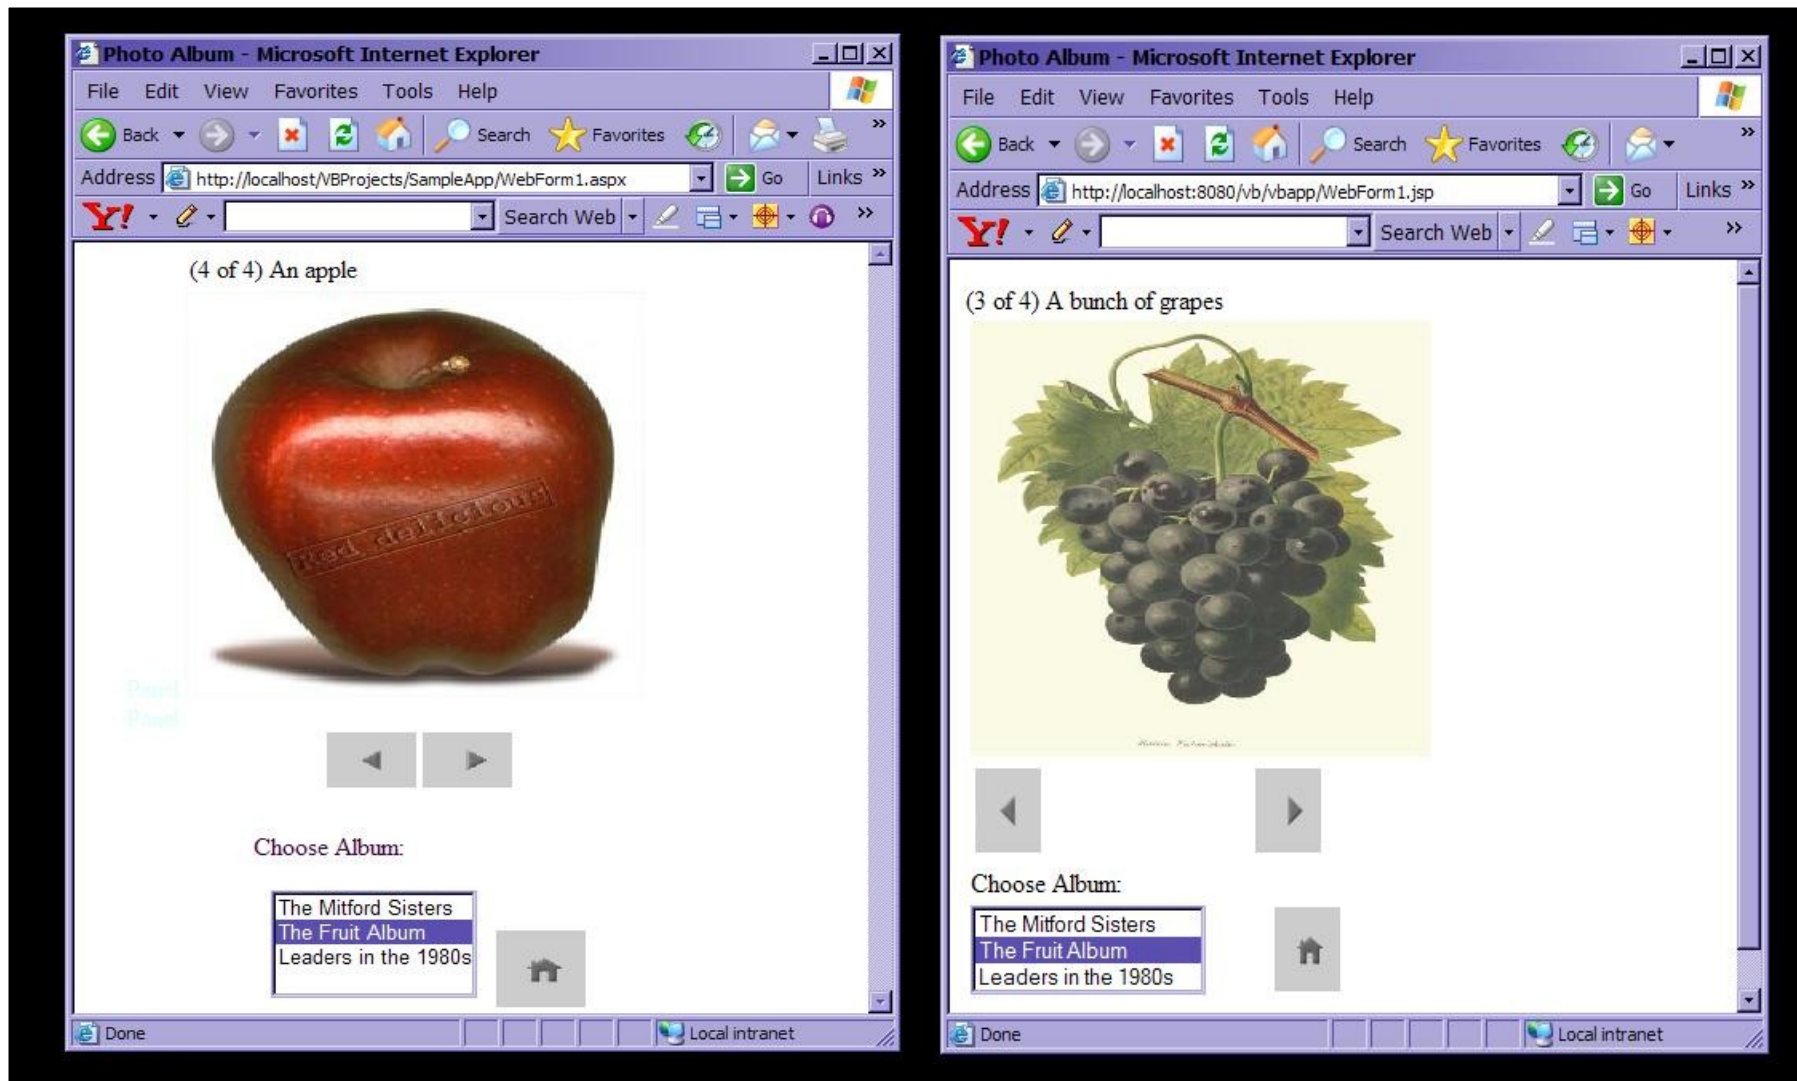 Photo Album - Microsoft Internet Explorer
File Edit View Favorites Tools Help
Back Search Favorites »
Address http://localhost/VBProjects/SampleApp/WebForm1.aspx Go Links »
Y! Search Web »
(4 of 4) An apple
Red delicious
Panel
Choose Album:
The Mitford Sisters
The Fruit Album
Leaders in the 1980s
Done Local intranet
Photo Album - Microsoft Internet Explorer
File Edit View Favorites Tools Help
Back Search Favorites »
Address http://localhost:8080/vb/vbapp/WebForm1.jsp Go Links »
Y! Search Web »
(3 of 4) A bunch of grapes
Choose Album:
The Mitford Sisters
The Fruit Album
Leaders in the 1980s
Done Local intranet